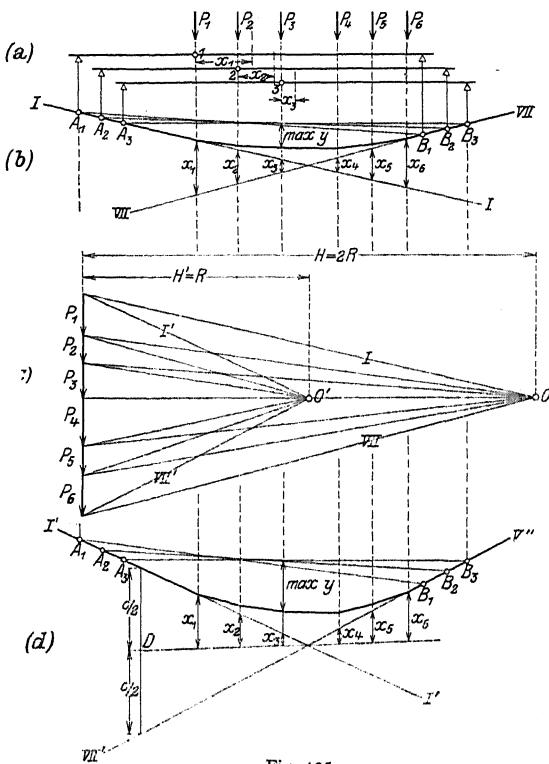 P₁ P₂ P₃ P₄ P₅ P₆
(a)
1
x₁
2
x₂
3
x₃
I
A₁ A₂ A₃
max y
B₁ B₂ B₃
VII
(b)
x₁ x₂ x₃ x₄ x₅ x₆
VII
I
H=2R
H'=R
P₁
P₂
P₃
P₄
P₅
P₆
I'
I
O'
O
VII'
VII
I'
A₁ A₂ A₃
V"
B₁ B₂ B₃
max y
c/2
D
x₁ x₂ x₃ x₄ x₅ x₆
(d)
c/2
I'
VII'